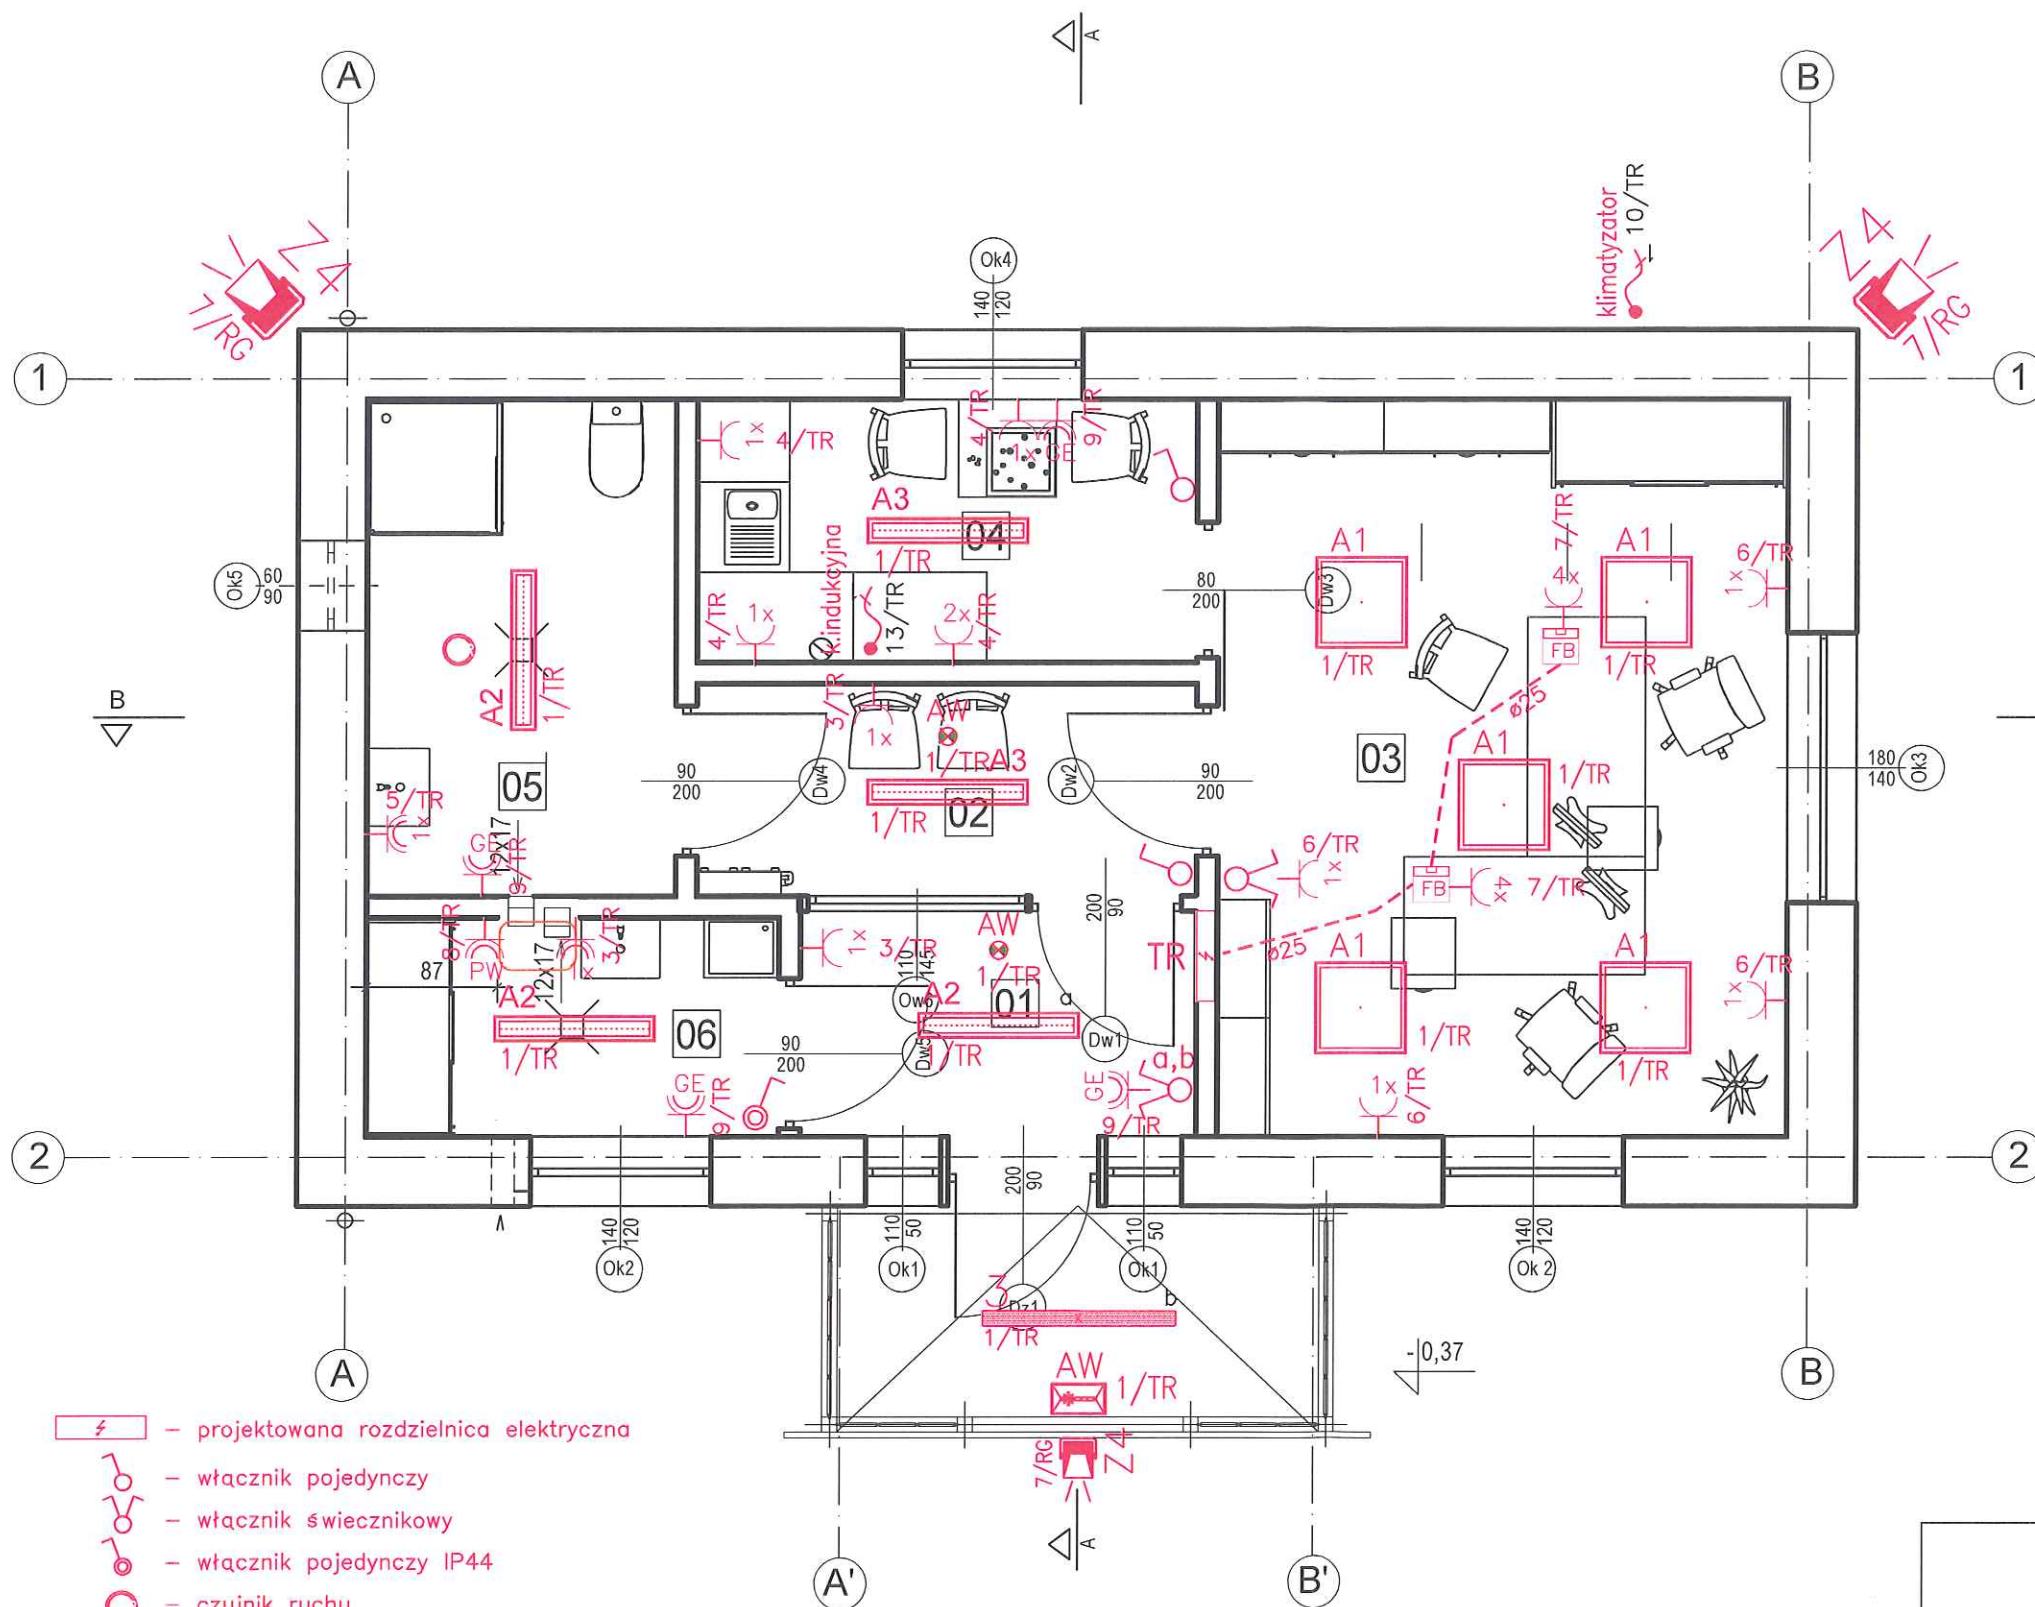 A
A
B
klimatyzator
10/TR
Z4
7/RG
Ok4
140
120
Z4
7/RG
1
1
1x
4/TR
4/TR
1x GE
9/TR
A3
04
1/TR
k.indukcyjna
13/TR
4/TR
1x
2x
4/TR
80
200
Dw3
A1
1/TR
7/TR
4x
FB
A1
1/TR
6/TR
1x
Ok5
60
90
A2
1/TR
ø25
B
05
90
200
Dw4
3/TR
1x
AW
1/TR
A3
1/TR
02
Dw2
90
200
03
A1
1/TR
180
140
Ok3
5/TR
1x
GE
9/TR
12x17
6/TR
1x
FB
4x
7/TR
8/TR
PW
3/TR
12x17
87
A2
1/TR
06
1x
3/TR
AW
1/TR
110
145
Ow6
A2
01
a
1/TR
200
90
Dw1
TR
ø25
A1
1/TR
A1
1/TR
6/TR
1x
90
200
Dw5
GE
9/TR
GE
a,b
9/TR
1x
6/TR
2
2
140
120
Ok2
110
50
Ok1
200
90
Dz1
110
50
Ok1
140
120
Ok 2
3
b
1/TR
AW
1/TR
-0,37
A
B
7/RG
Z4
A
A'
B'
– projektowana rozdzielnica elektryczna
– włącznik pojedynczy
– włącznik świecznikowy
– włącznik pojedynczy IP44
– czujnik ruchu